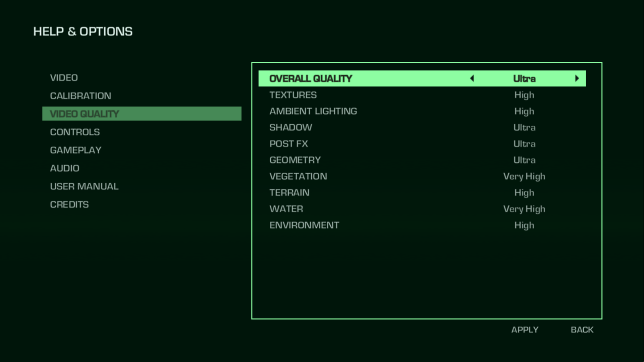 HELP & OPTIONS
VIDEO
CALIBRATION
VIDEO QUALITY
CONTROLS
GAMEPLAY
AUDIO
USER MANUAL
CREDITS
OVERALL QUALITY Ultra
TEXTURES High
AMBIENT LIGHTING High
SHADOW Ultra
POST FX Ultra
GEOMETRY Ultra
VEGETATION Very High
TERRAIN High
WATER Very High
ENVIRONMENT High
APPLY BACK